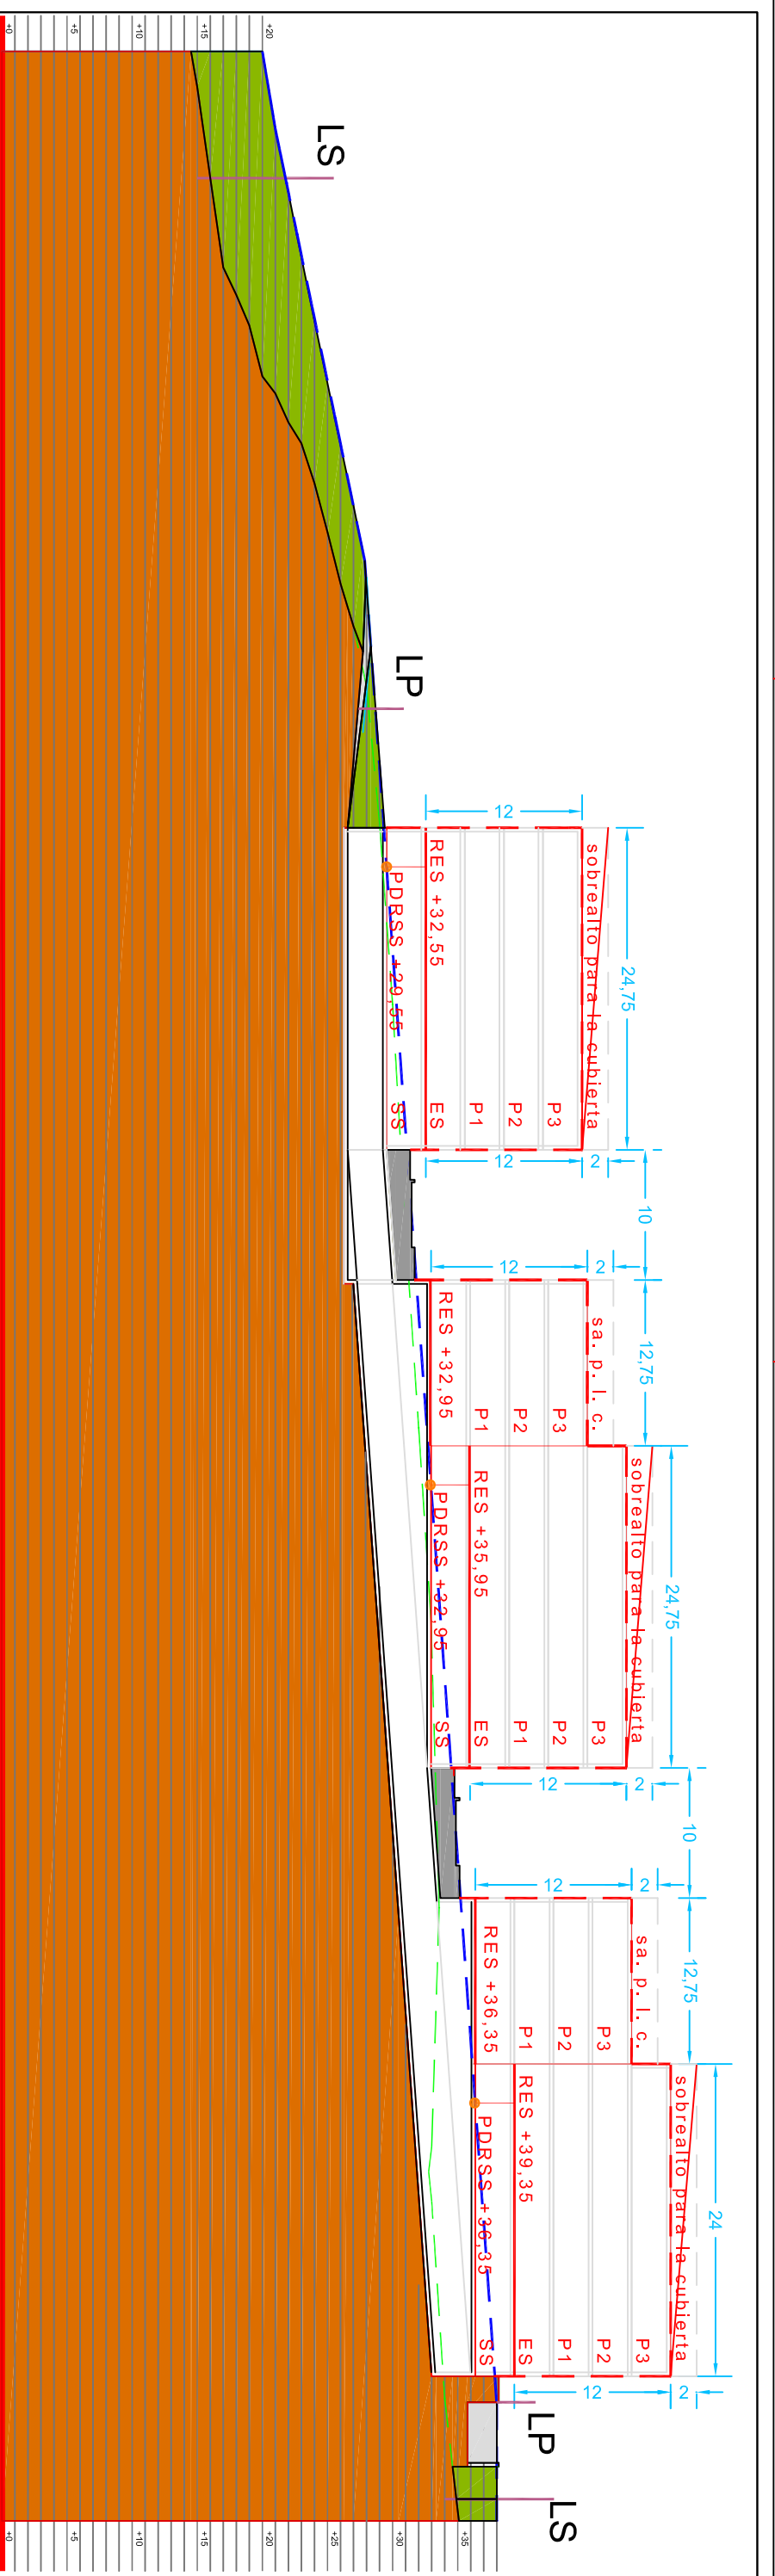 +0
+5
+10
+15
+20
LS
LP
12
24,75
sobrealto para la cubierta
RES +32,55
PDRSS +29,55
P3
P2
P1
ES
SS
12
2
10
12
2
12,75
sa. p. l. c.
RES +32,95
P3
P2
P1
24,75
sobrealto para la cubierta
RES +35,95
PDRSS +32,95
P3
P2
P1
ES
SS
12
2
10
12
2
12,75
sa. p. l. c.
RES +36,35
P3
P2
P1
24
sobrealto para la cubierta
RES +39,35
PDRSS +36,35
P3
P2
P1
ES
SS
12
2
LP
LS
+0
+5
+10
+15
+20
+25
+30
+35